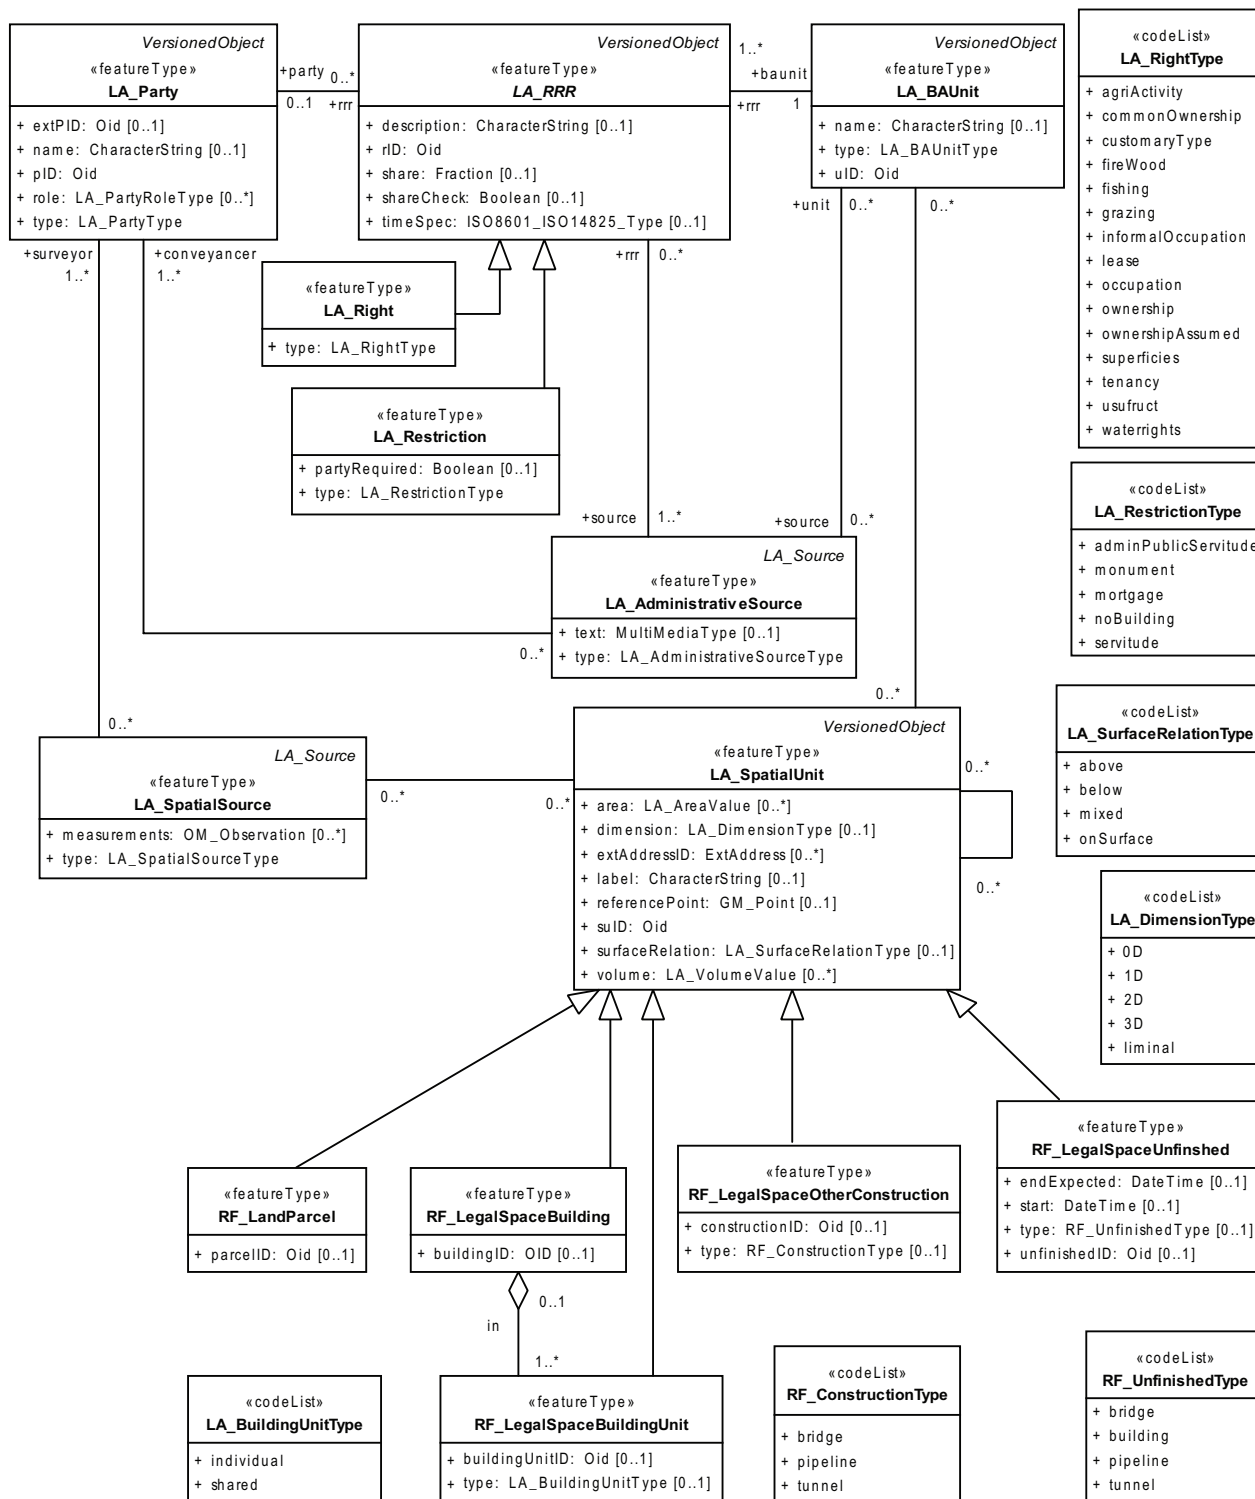 VersionedObject
«featureType»
LA_Party
+ extPID: Oid [0..1]
+ name: CharacterString [0..1]
+ pID: Oid
+ role: LA_PartyRoleType [0..*]
+ type: LA_PartyType
+party
0..*
0..1
+rrr
VersionedObject
«featureType»
LA_RRR
+ description: CharacterString [0..1]
+ rID: Oid
+ share: Fraction [0..1]
+ shareCheck: Boolean [0..1]
+ timeSpec: ISO8601_ISO14825_Type [0..1]
1..*
+baunit
+rrr
1
VersionedObject
«featureType»
LA_BAUnit
+ name: CharacterString [0..1]
+ type: LA_BAUnitType
+ uID: Oid
«codeList»
LA_RightType
+ agriActivity
+ commonOwnership
+ customaryType
+ fireWood
+ fishing
+ grazing
+ informalOccupation
+ lease
+ occupation
+ ownership
+ ownershipAssumed
+ superficies
+ tenancy
+ usufruct
+ waterrights
+surveyor
1..*
+conveyancer
1..*
+rrr
0..*
+unit
0..*
0..*
«featureType»
LA_Right
+ type: LA_RightType
«featureType»
LA_Restriction
+ partyRequired: Boolean [0..1]
+ type: LA_RestrictionType
«codeList»
LA_RestrictionType
+ adminPublicServitude
+ monument
+ mortgage
+ noBuilding
+ servitude
+source
1..*
+source
0..*
LA_Source
«featureType»
LA_AdministrativeSource
+ text: MultiMediaType [0..1]
+ type: LA_AdministrativeSourceType
0..*
0..*
0..*
LA_Source
«featureType»
LA_SpatialSource
+ measurements: OM_Observation [0..*]
+ type: LA_SpatialSourceType
0..*
0..*
VersionedObject
«featureType»
LA_SpatialUnit
+ area: LA_AreaValue [0..*]
+ dimension: LA_DimensionType [0..1]
+ extAddressID: ExtAddress [0..*]
+ label: CharacterString [0..1]
+ referencePoint: GM_Point [0..1]
+ suID: Oid
+ surfaceRelation: LA_SurfaceRelationType [0..1]
+ volume: LA_VolumeValue [0..*]
0..*
0..*
«codeList»
LA_SurfaceRelationType
+ above
+ below
+ mixed
+ onSurface
«codeList»
LA_DimensionType
+ 0D
+ 1D
+ 2D
+ 3D
+ liminal
«featureType»
RF_LandParcel
+ parcelID: Oid [0..1]
«featureType»
RF_LegalSpaceBuilding
+ buildingID: OID [0..1]
«featureType»
RF_LegalSpaceOtherConstruction
+ constructionID: Oid [0..1]
+ type: RF_ConstructionType [0..1]
«featureType»
RF_LegalSpaceUnfinshed
+ endExpected: DateTime [0..1]
+ start: DateTime [0..1]
+ type: RF_UnfinishedType [0..1]
+ unfinishedID: Oid [0..1]
0..1
in
1..*
«codeList»
LA_BuildingUnitType
+ individual
+ shared
«featureType»
RF_LegalSpaceBuildingUnit
+ buildingUnitID: Oid [0..1]
+ type: LA_BuildingUnitType [0..1]
«codeList»
RF_ConstructionType
+ bridge
+ pipeline
+ tunnel
«codeList»
RF_UnfinishedType
+ bridge
+ building
+ pipeline
+ tunnel